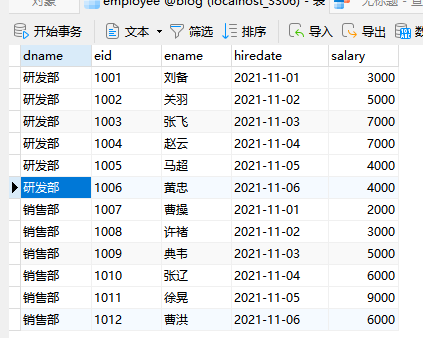 对象 employee @blog (localhost_3306) - 表 无标题 - 查
开始事务 文本 筛选 排序 导入 导出 数
dname eid ename hiredate salary
研发部 1001 刘备 2021-11-01 3000
研发部 1002 关羽 2021-11-02 5000
研发部 1003 张飞 2021-11-03 7000
研发部 1004 赵云 2021-11-04 7000
研发部 1005 马超 2021-11-05 4000
研发部 1006 黄忠 2021-11-06 4000
销售部 1007 曹操 2021-11-01 2000
销售部 1008 许褚 2021-11-02 3000
销售部 1009 典韦 2021-11-03 5000
销售部 1010 张辽 2021-11-04 6000
销售部 1011 徐晃 2021-11-05 9000
销售部 1012 曹洪 2021-11-06 6000